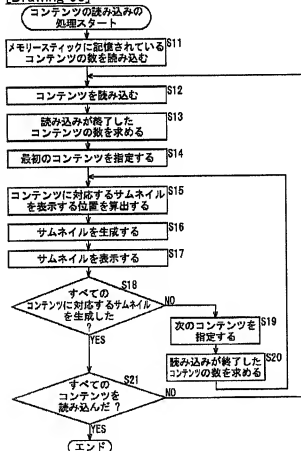 コンテンツの読み込みの
処理スタート
S11
メモリースティックに記憶されている
コンテンツの数を読み込む
S12
コンテンツを読み込む
S13
読み込みが終了した
コンテンツの数を求める
S14
最初のコンテンツを指定する
S15
コンテンツに対応するサムネイル
を表示する位置を算出する
S16
サムネイルを生成する
S17
サムネイルを表示する
S18
すべての
コンテンツに対応するサムネイル
を生成した
?
NO
YES
S19
次のコンテンツを
指定する
S20
読み込みが終了した
コンテンツの数を求める
S21
すべての
コンテンツを
読み込んだ ?
NO
YES
エンド